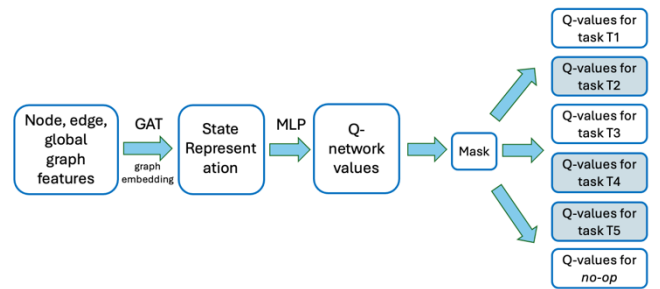 Node, edge,
global
graph
features
GAT
graph
embedding
State
Represent
ation
MLP
Q-
network
values
Mask
Q-values for
task T1
Q-values for
task T2
Q-values for
task T3
Q-values for
task T4
Q-values for
task T5
Q-values for
no-op